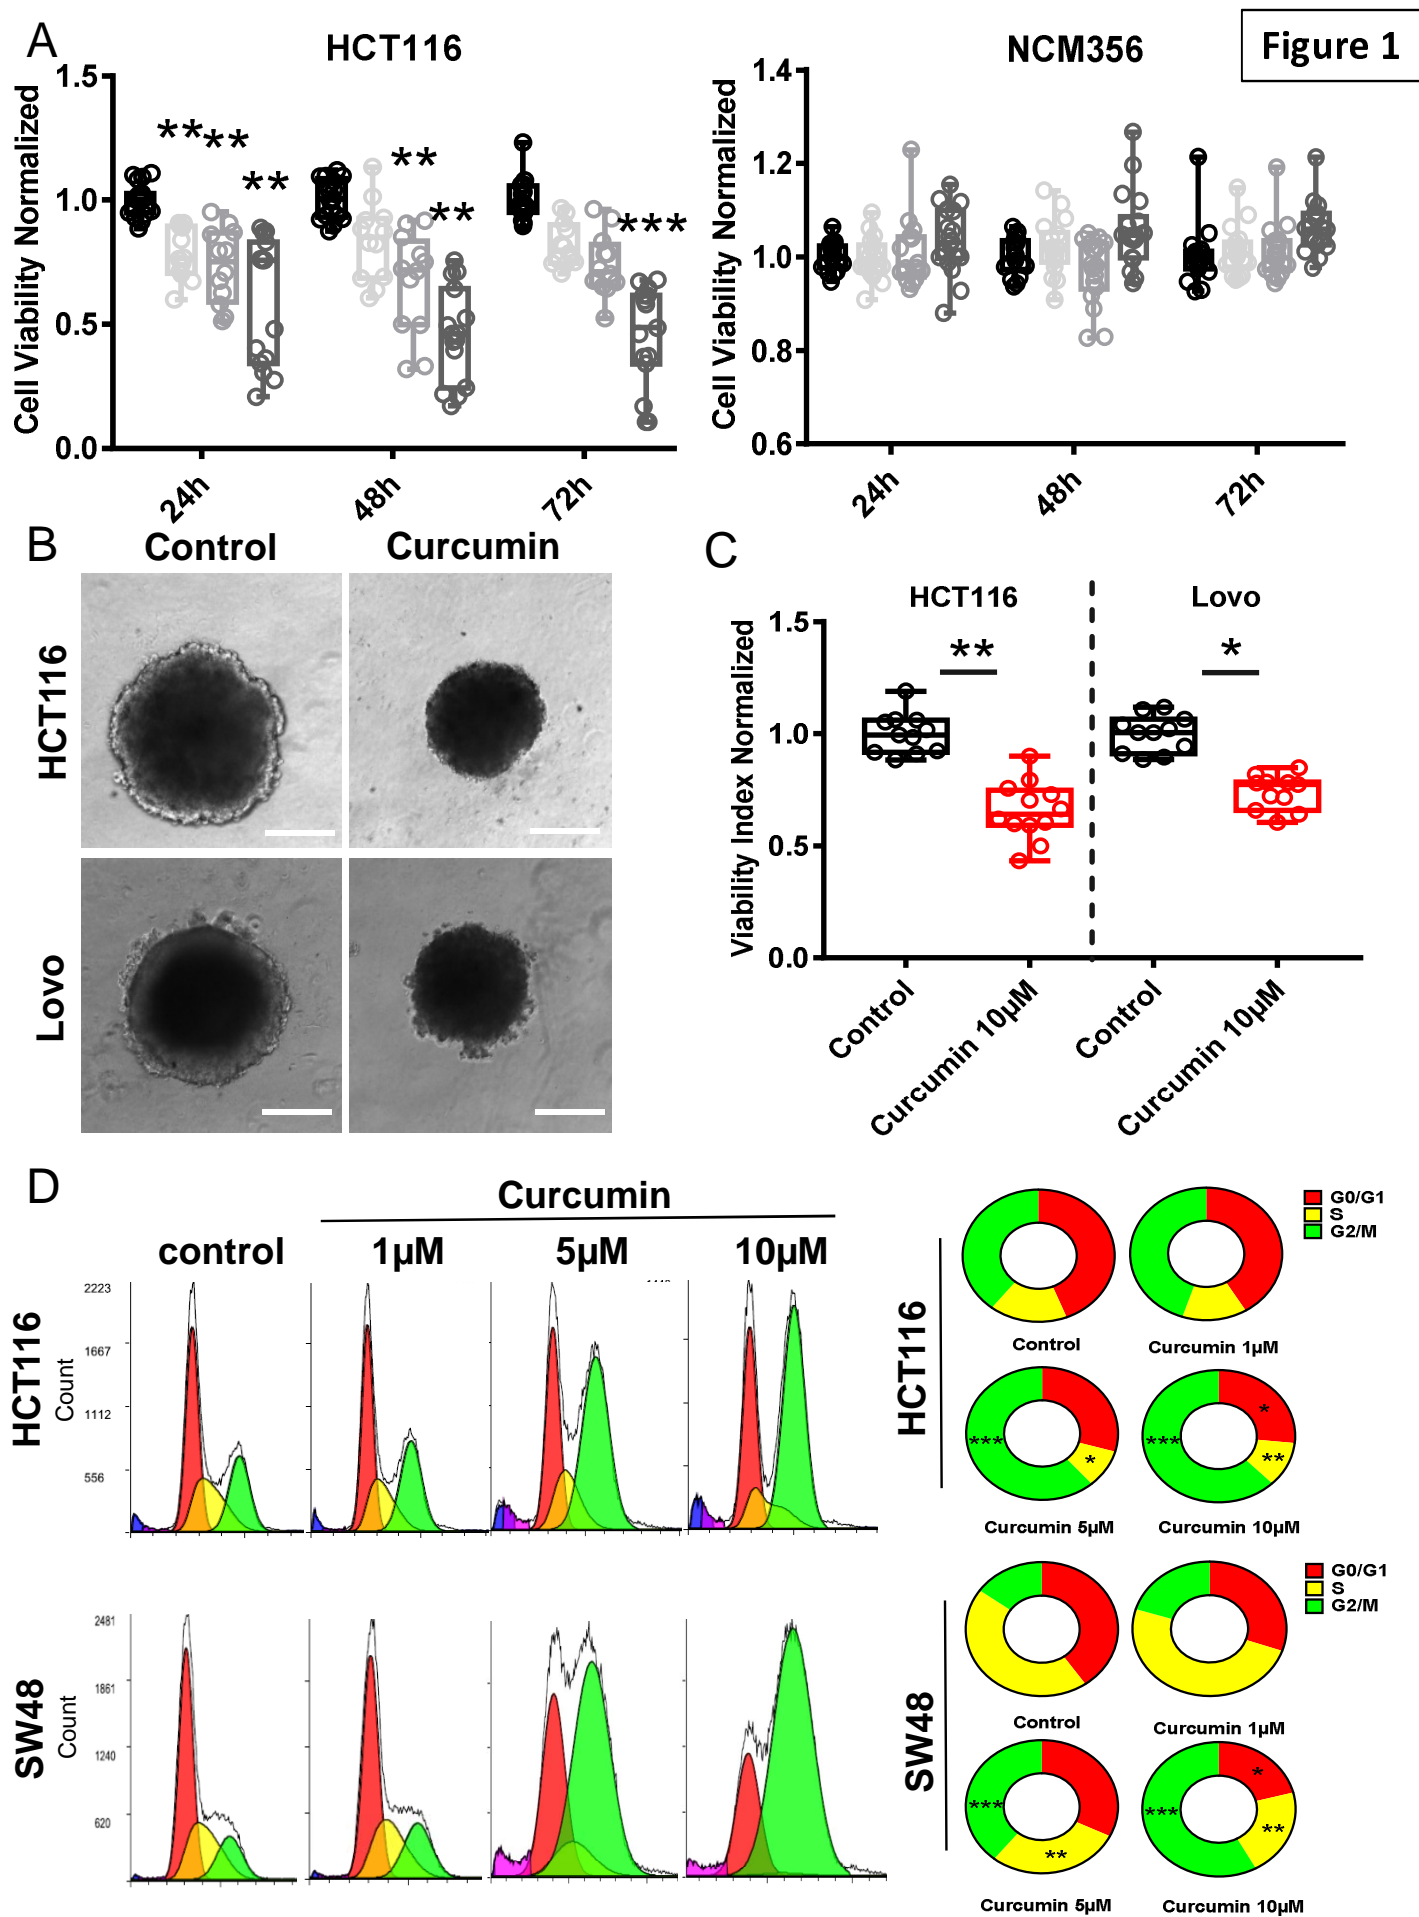 Figure 1
A
HCT116
Cell Viability Normalized
1.5
1.0
0.5
0.0
** ** **
** **
***
24h
48h
72h
NCM356
Cell Viability Normalized
1.4
1.2
1.0
0.8
0.6
24h
48h
72h
B
Control
Curcumin
HCT116
Lovo
C
HCT116
Lovo
Viability Index Normalized
1.5
1.0
0.5
0.0
**
*
Control
Curcumin 10µM
Control
Curcumin 10µM
D
Curcumin
control
1µM
5µM
10µM
HCT116
Count
2223
1667
1112
556
SW48
Count
2481
1861
1240
620
HCT116
G0/G1
S
G2/M
Control
Curcumin 1µM
***
*
***
*
**
Curcumin 5µM
Curcumin 10µM
SW48
G0/G1
S
G2/M
Control
Curcumin 1µM
***
**
***
*
**
Curcumin 5µM
Curcumin 10µM